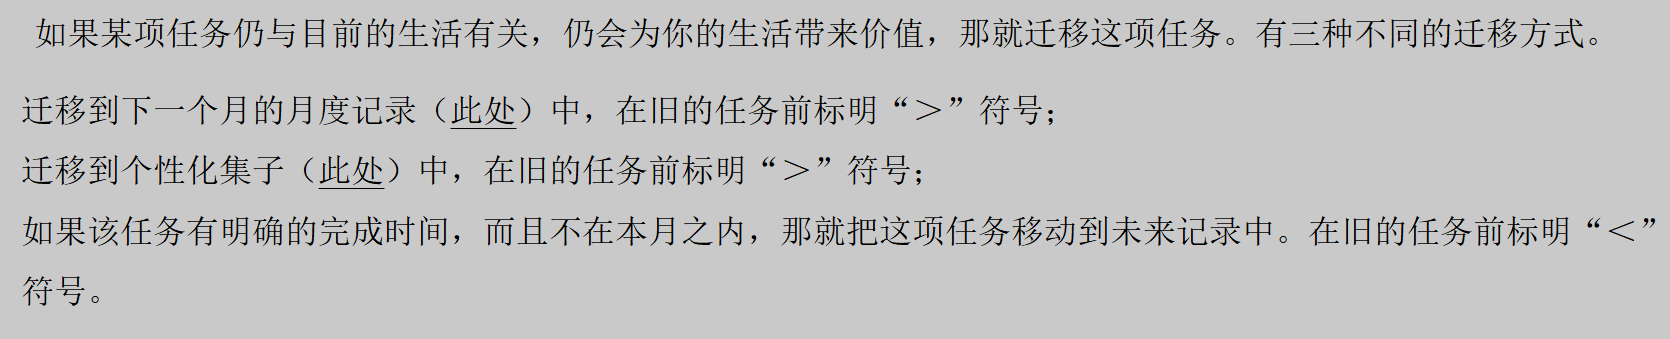 如果某项任务仍与目前的生活有关，仍会为你的生活带来价值，那就迁移这项任务。有三种不同的迁移方式。
迁移到下一个月的月度记录（此处）中，在旧的任务前标明“＞”符号；
迁移到个性化集子（此处）中，在旧的任务前标明“＞”符号；
如果该任务有明确的完成时间，而且不在本月之内，那就把这项任务移动到未来记录中。在旧的任务前标明“＜”
符号。